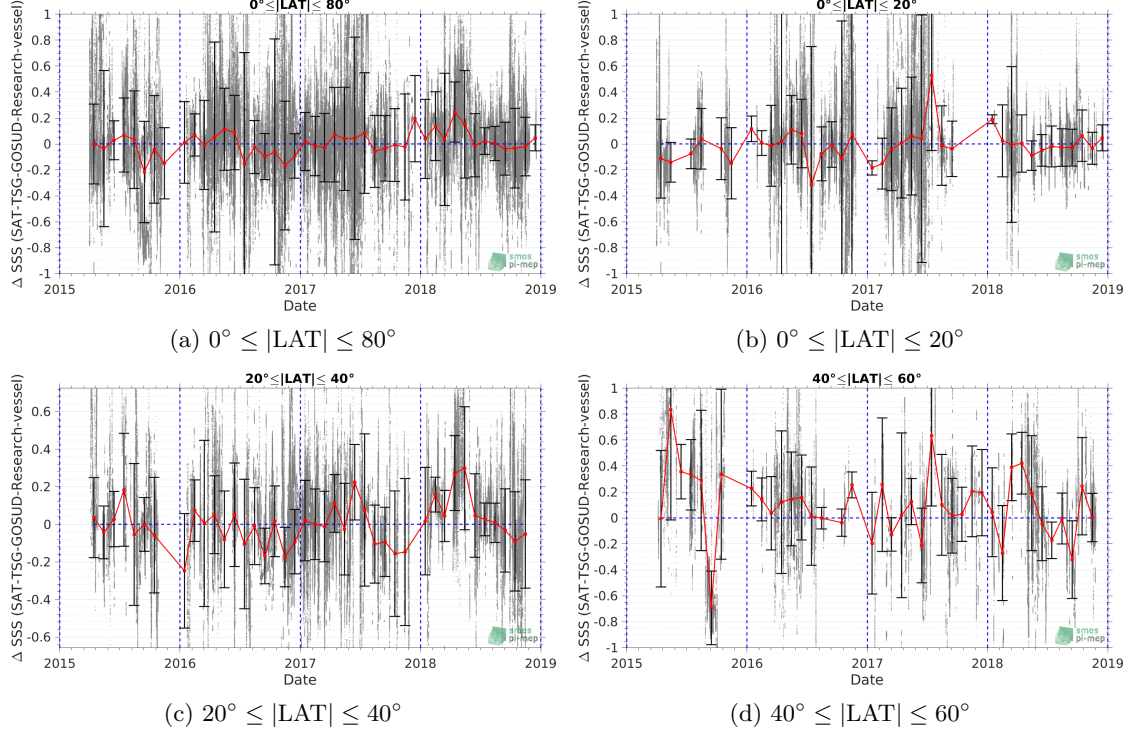 0°≤|LAT|≤ 80°
Δ SSS (SAT-TSG-GOSUD-Research-vessel)
1
0.8
0.6
0.4
0.2
0
-0.2
-0.4
-0.6
-0.8
-1
2015
2016
2017
2018
2019
Date
smos
pi-mep
(a) 0° ≤ |LAT| ≤ 80°
0°≤|LAT|≤ 20°
Δ SSS (SAT-TSG-GOSUD-Research-vessel)
1
0.8
0.6
0.4
0.2
0
-0.2
-0.4
-0.6
-0.8
-1
2015
2016
2017
2018
2019
Date
smos
pi-mep
(b) 0° ≤ |LAT| ≤ 20°
20°≤|LAT|≤ 40°
Δ SSS (SAT-TSG-GOSUD-Research-vessel)
0.6
0.4
0.2
0
-0.2
-0.4
-0.6
2015
2016
2017
2018
2019
Date
smos
pi-mep
(c) 20° ≤ |LAT| ≤ 40°
40°≤|LAT|≤ 60°
Δ SSS (SAT-TSG-GOSUD-Research-vessel)
1
0.8
0.6
0.4
0.2
0
-0.2
-0.4
-0.6
-0.8
-1
2015
2016
2017
2018
2019
Date
smos
pi-mep
(d) 40° ≤ |LAT| ≤ 60°